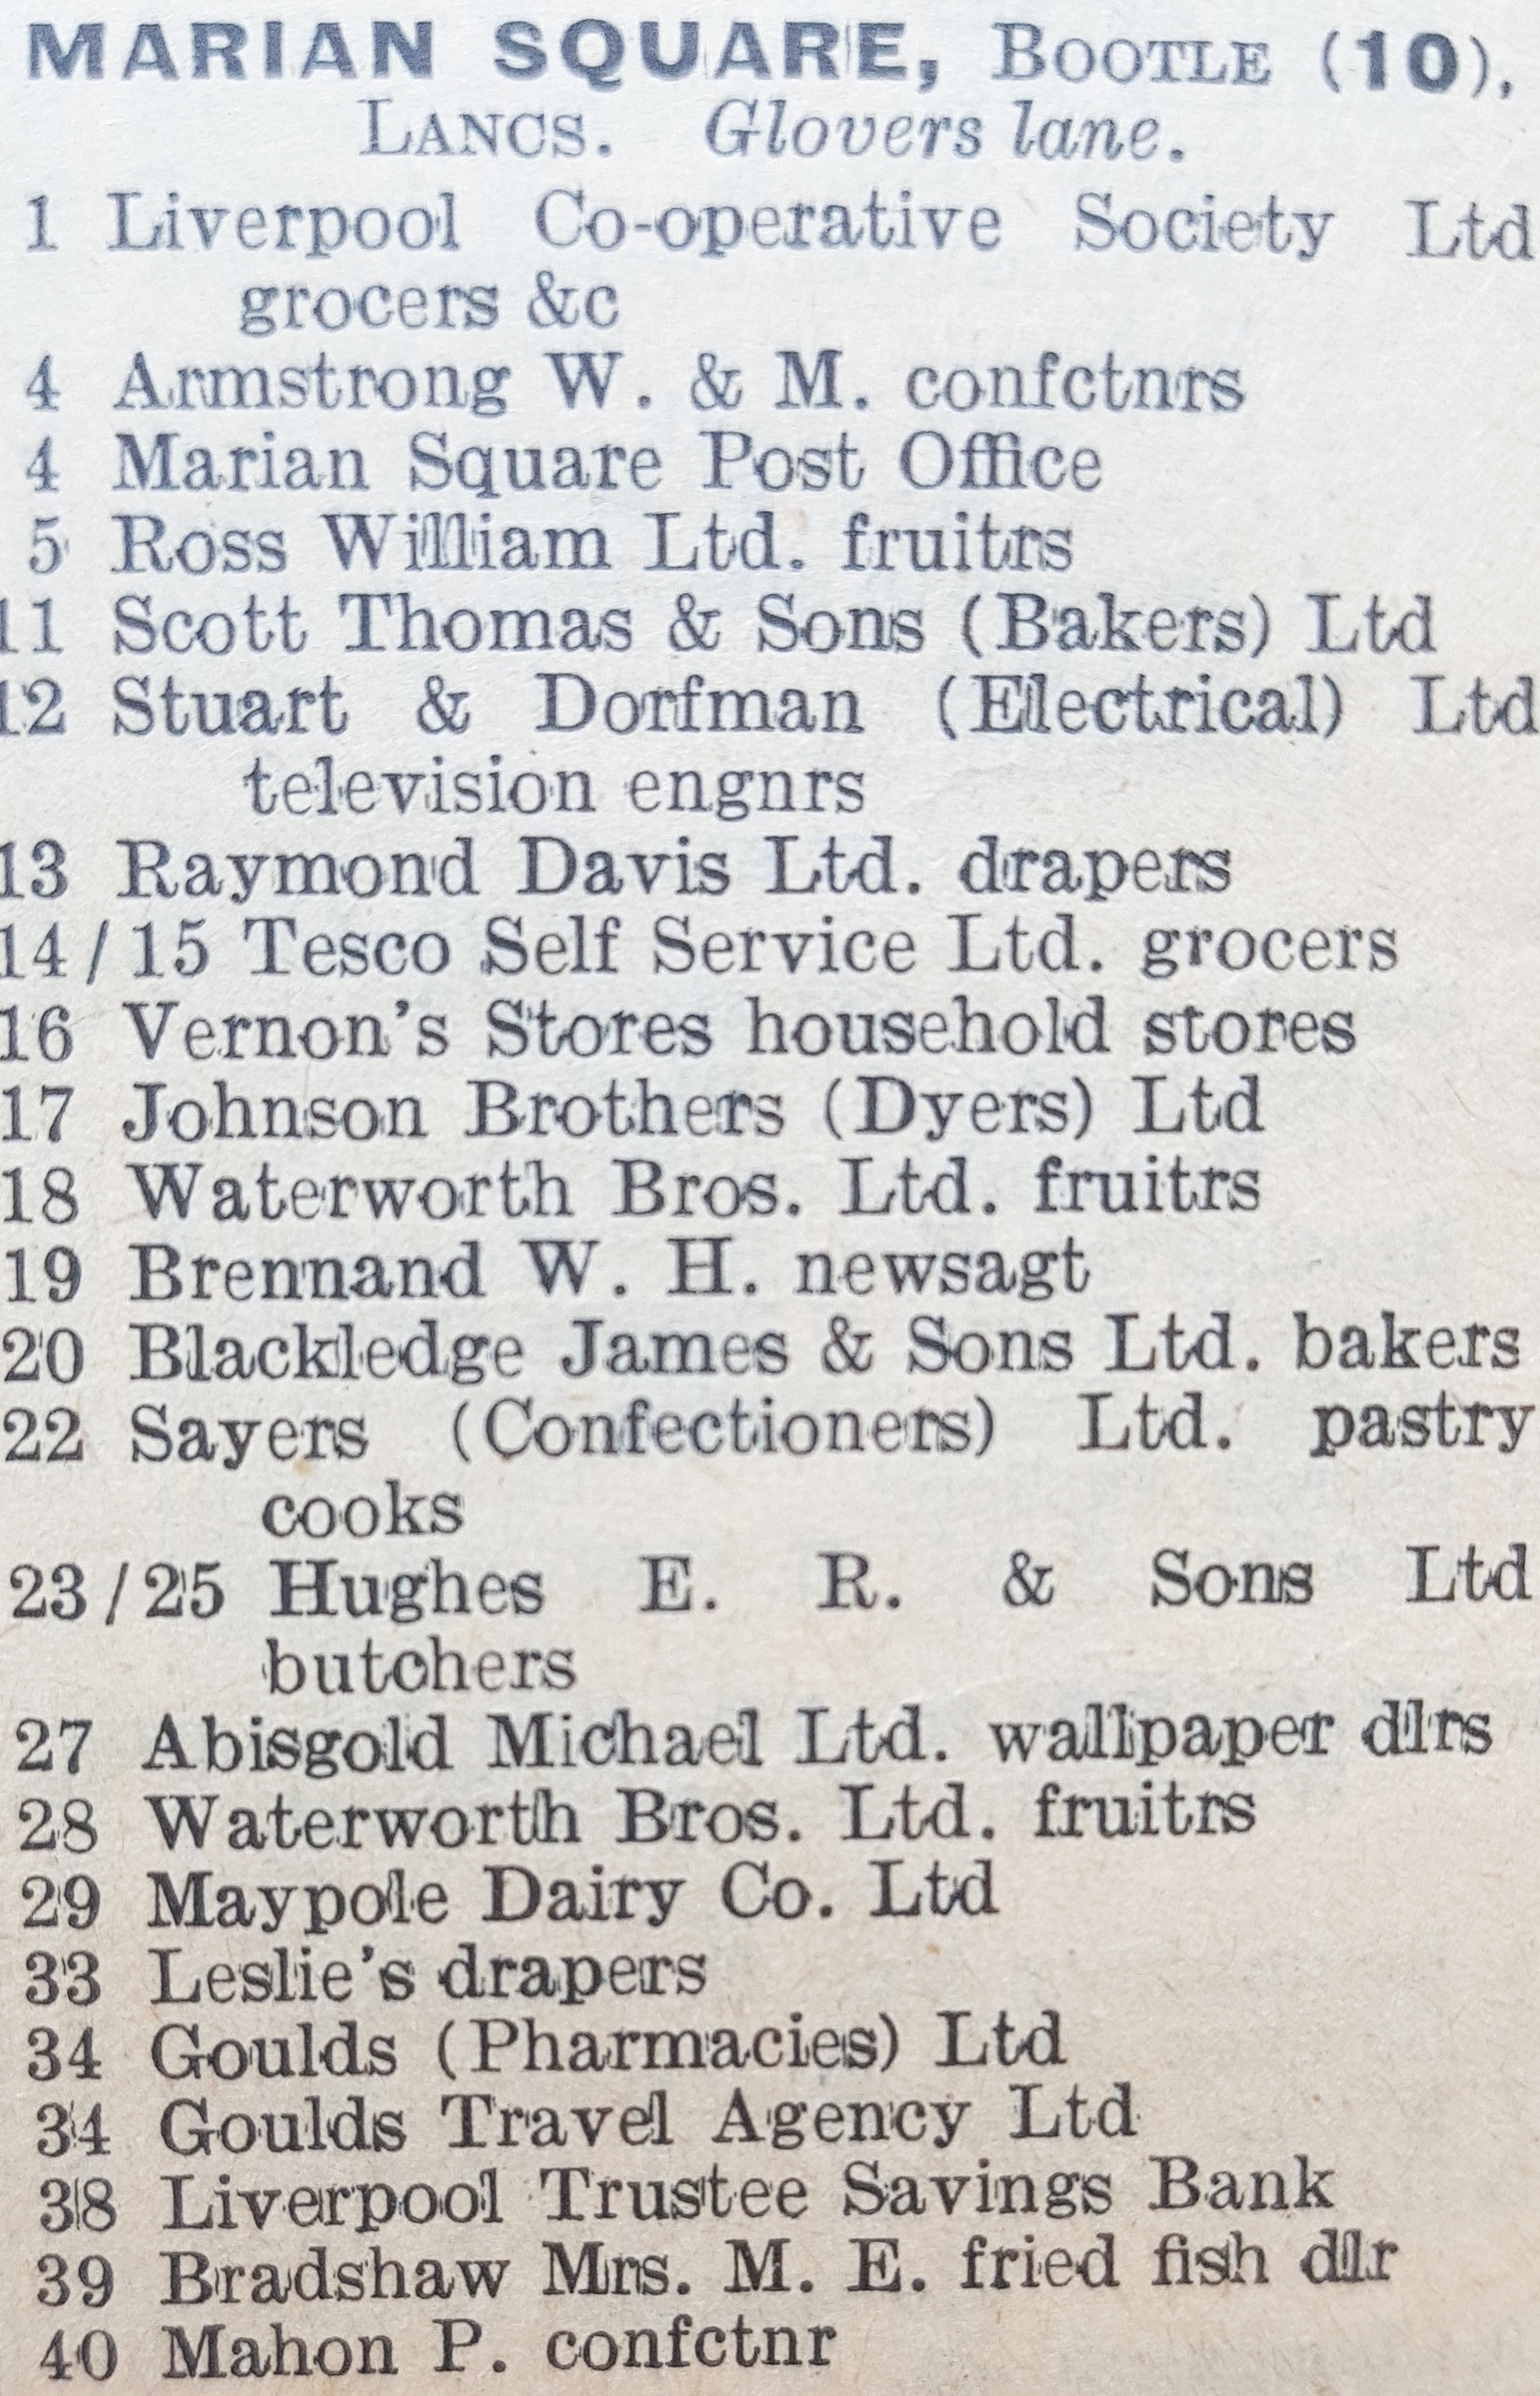 MARIAN SQUARE, BOOTLE (10),
LANCS. Glovers lane.
1 Liverpool Co-operative Society Ltd
grocers &c
4 Armstrong W. & M. confctnrs
4 Marian Square Post Office
5 Ross William Ltd. fruitrs
11 Scott Thomas & Sons (Bakers) Ltd
12 Stuart & Dorfman (Electrical) Ltd
television engnrs
13 Raymond Davis Ltd. drapers
14/15 Tesco Self Service Ltd. grocers
16 Vernon's Stores household stores
17 Johnson Brothers (Dyers) Ltd
18 Waterworth Bros. Ltd. fruitrs
19 Brennand W. H. newsagt
20 Blackledge James & Sons Ltd. bakers
22 Sayers (Confectioners) Ltd. pastry
cooks
23/25 Hughes E. R. & Sons Ltd
butchers
27 Abisgold Michael Ltd. wallpaper dlrs
28 Waterworth Bros. Ltd. fruitrs
29 Maypole Dairy Co. Ltd
33 Leslie's drapers
34 Goulds (Pharmacies) Ltd
34 Goulds Travel Agency Ltd
38 Liverpool Trustee Savings Bank
39 Bradshaw Mrs. M. E. fried fish dlr
40 Mahon P. confctnr